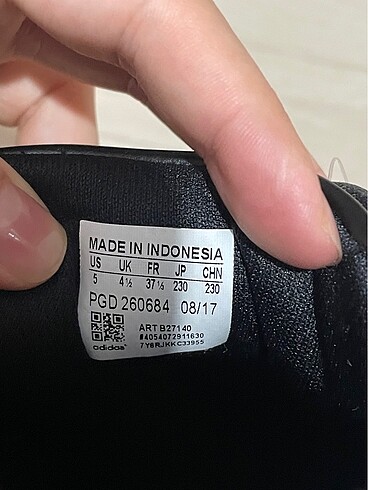 MADE IN INDONESIA
US UK FR JP CHN
5 4½ 37⅓ 230 230
PGD 260684 08/17
ART B27140
#4054072911630
7Y6RJKKC33955
adidas